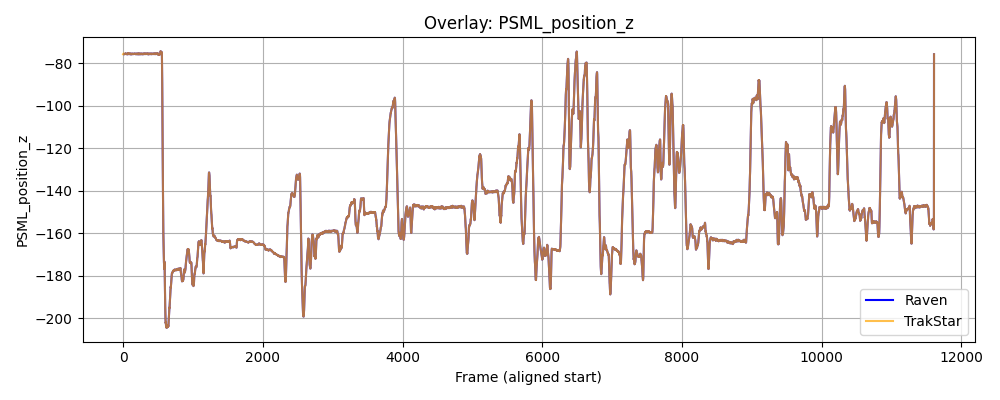 Overlay: PSML_position_z
PSML_position_z
−80
−100
−120
−140
−160
−180
−200
0
2000
4000
6000
8000
10000
12000
Frame (aligned start)
Raven
TrakStar